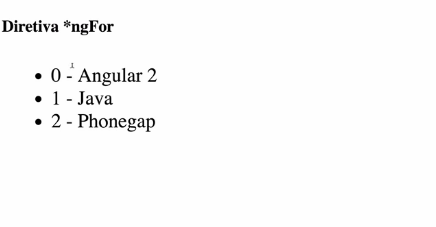 Diretiva *ngFor
0 - Angular 2
1 - Java
2 - Phonegap